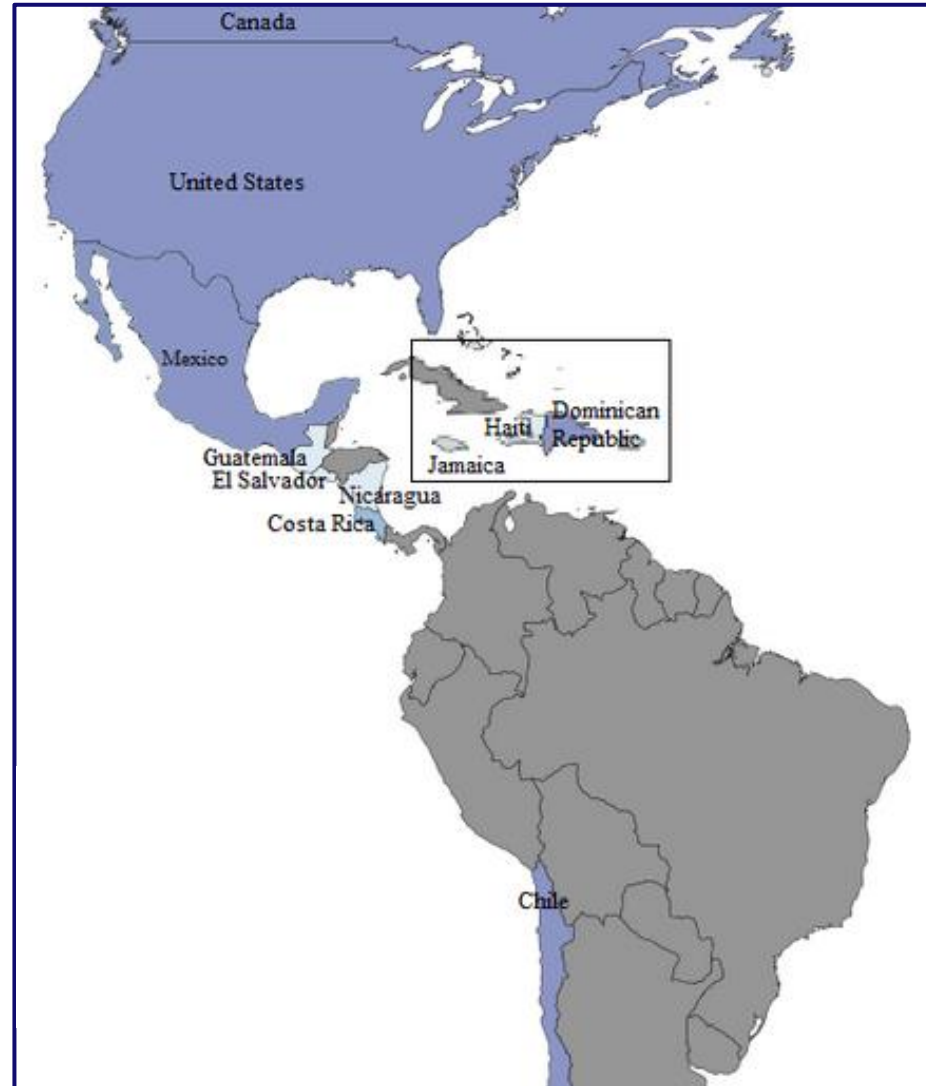 Canada
United States
Mexico
Haiti
Dominican
Republic
Jamaica
Guatemala
El Salvador
Nicaragua
Costa Rica
Chile